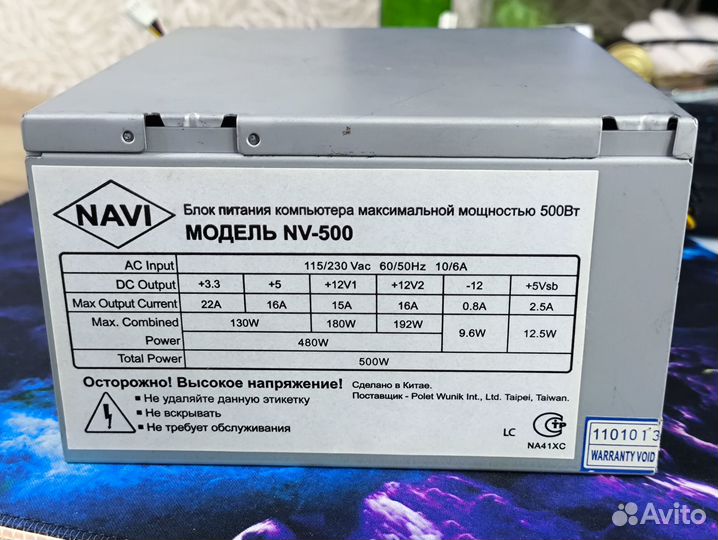 NAVI
Блок питания компьютера максимальной мощностью 500Вт
МОДЕЛЬ NV-500
AC Input 115/230 Vac 60/50Hz 10/6A
DC Output +3.3 +5 +12V1 +12V2 -12 +5Vsb
Max Output Current 22A 16A 15A 16A 0.8A 2.5A
Max. Combined Power 130W 180W 192W 9.6W 12.5W
480W
Total Power 500W
Осторожно! Высокое напряжение!
Не удаляйте данную этикетку
Не вскрывать
Не требует обслуживания
Сделано в Китае.
Поставщик - Polet Wunik Int., Ltd. Taipei, Taiwan.
LC
NA41XC
1101013
WARRANTY VOID
Avito